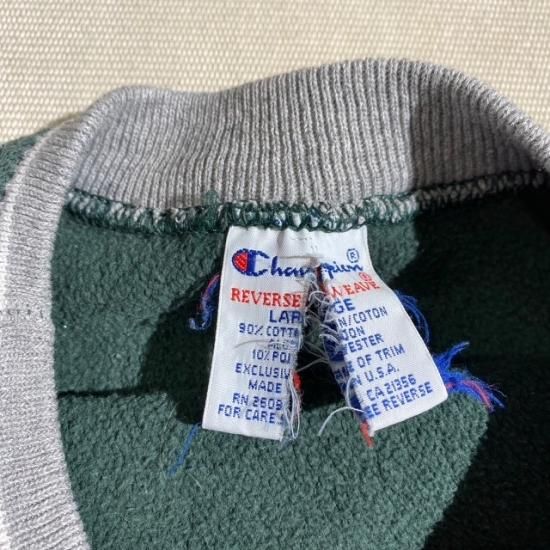 Champion®
REVERSE WEAVE®
LARGE
90% COTTON/COTON
10% POLYESTER
EXCLUSIVE OF TRIM
MADE IN U.S.A.
RN 26094 CA 21356
FOR CARE SEE REVERSE